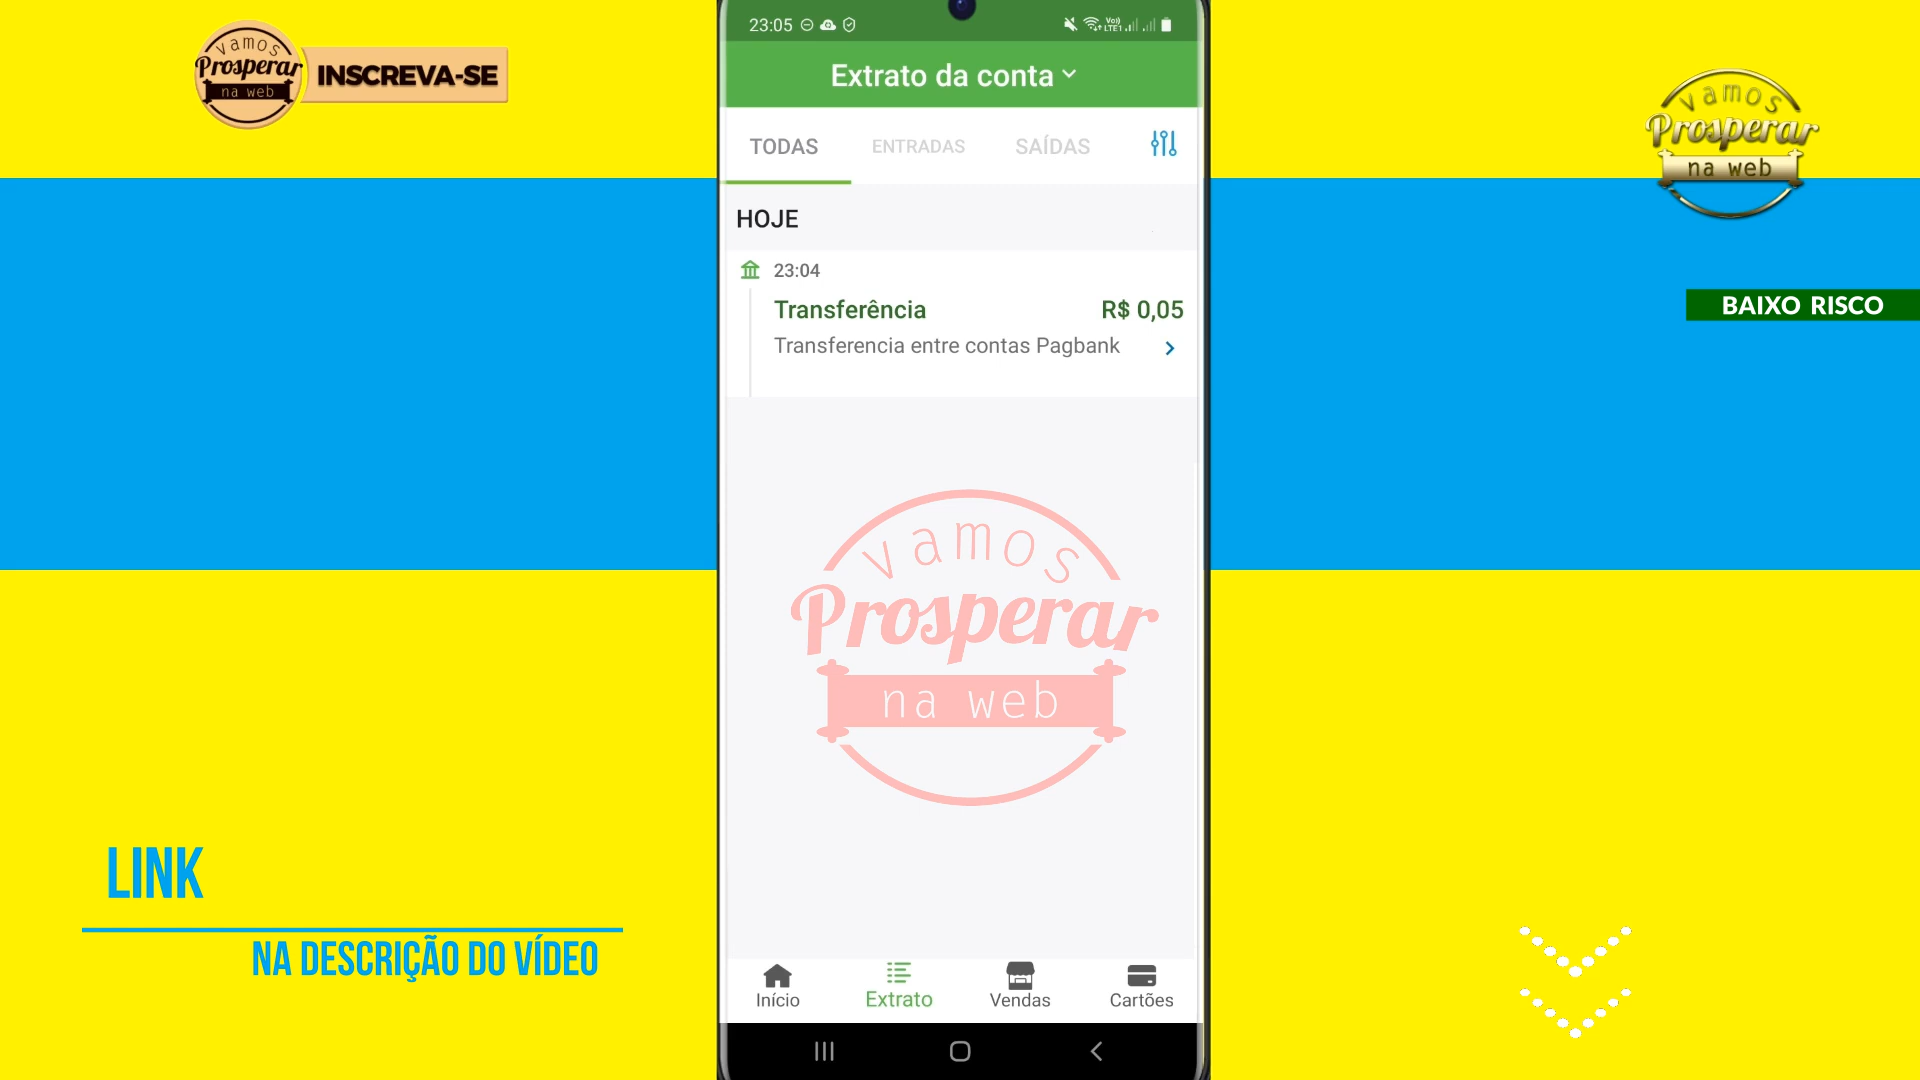 vamos
Prosperar
na web
INSCREVA-SE
vamos
Prosperar
na web
BAIXO RISCO
23:05
Extrato da conta
TODAS ENTRADAS SAÍDAS
HOJE
23:04
Transferência R$ 0,05
Transferencia entre contas Pagbank
vamos
Prosperar
na web
LINK
NA DESCRIÇÃO DO VÍDEO
Início Extrato Vendas Cartões